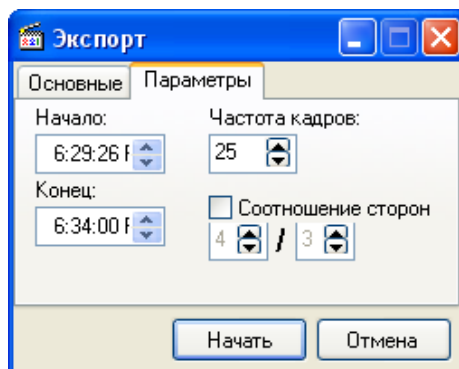 Экспорт
Основные Параметры
Начало: Частота кадров:
6:29:26 25
Конец:
6:34:00 Соотношение сторон
4 / 3
Начать Отмена